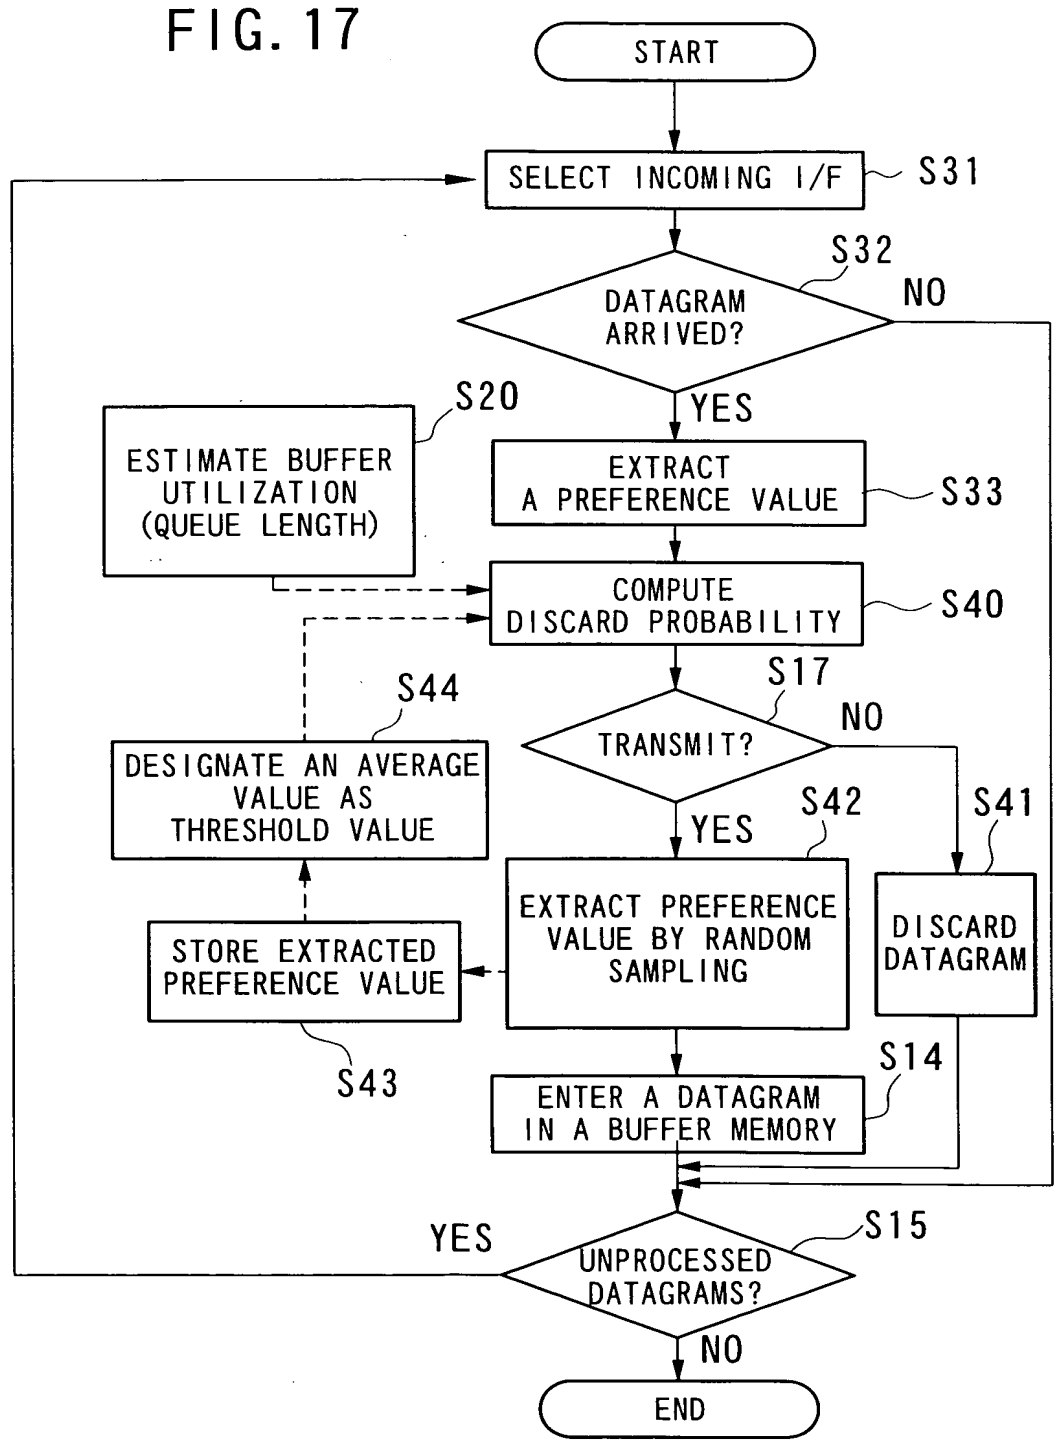 FIG. 17
START
SELECT INCOMING I/F
S31
S32
DATAGRAM
ARRIVED?
NO
YES
S20
ESTIMATE BUFFER
UTILIZATION
(QUEUE LENGTH)
EXTRACT
A PREFERENCE VALUE
S33
COMPUTE
DISCARD PROBABILITY
S40
S17
TRANSMIT?
NO
YES
S44
DESIGNATE AN AVERAGE
VALUE AS
THRESHOLD VALUE
S42
EXTRACT PREFERENCE
VALUE BY RANDOM
SAMPLING
S41
DISCARD
DATAGRAM
STORE EXTRACTED
PREFERENCE VALUE
S43
S14
ENTER A DATAGRAM
IN A BUFFER MEMORY
S15
YES
UNPROCESSED
DATAGRAMS?
NO
END